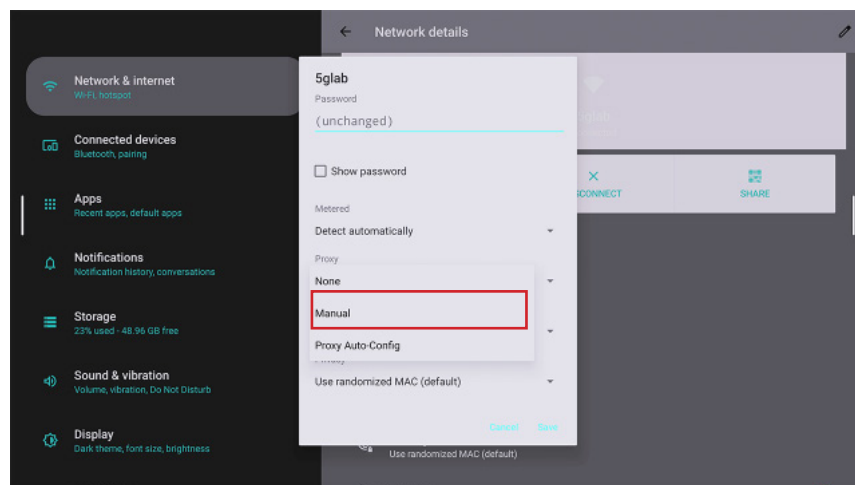 Network details
Network & internet
Wi-Fi, hotspot
Connected devices
Bluetooth, pairing
Apps
Recent apps, default apps
Notifications
Notification history, conversations
Storage
23% used - 48.96 GB free
Sound & vibration
Volume, vibration, Do Not Disturb
Display
Dark theme, font size, brightness
5glab
Password
(unchanged)
Show password
Metered
Detect automatically
Proxy
None
Manual
Proxy Auto-Config
Use randomized MAC (default)
Cancel Save
SHARE
Use randomized MAC (default)